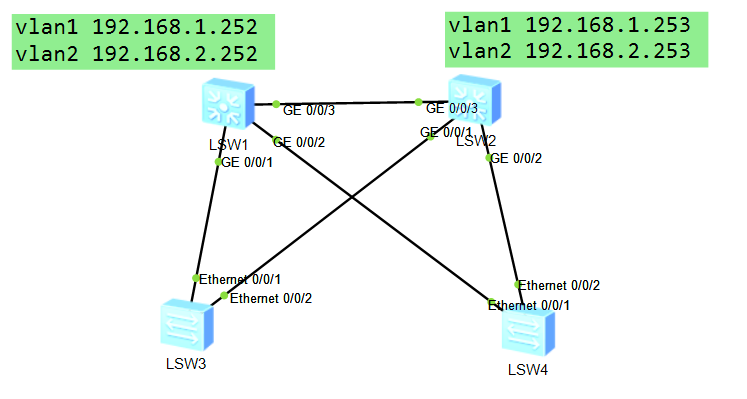 vlan1 192.168.1.252
vlan2 192.168.2.252
vlan1 192.168.1.253
vlan2 192.168.2.253
GE 0/0/3
GE 0/0/3
LSW1
GE 0/0/2
GE 0/0/1
LSW2
GE 0/0/1
GE 0/0/2
Ethernet 0/0/1
Ethernet 0/0/2
Ethernet 0/0/2
Ethernet 0/0/1
LSW3
LSW4